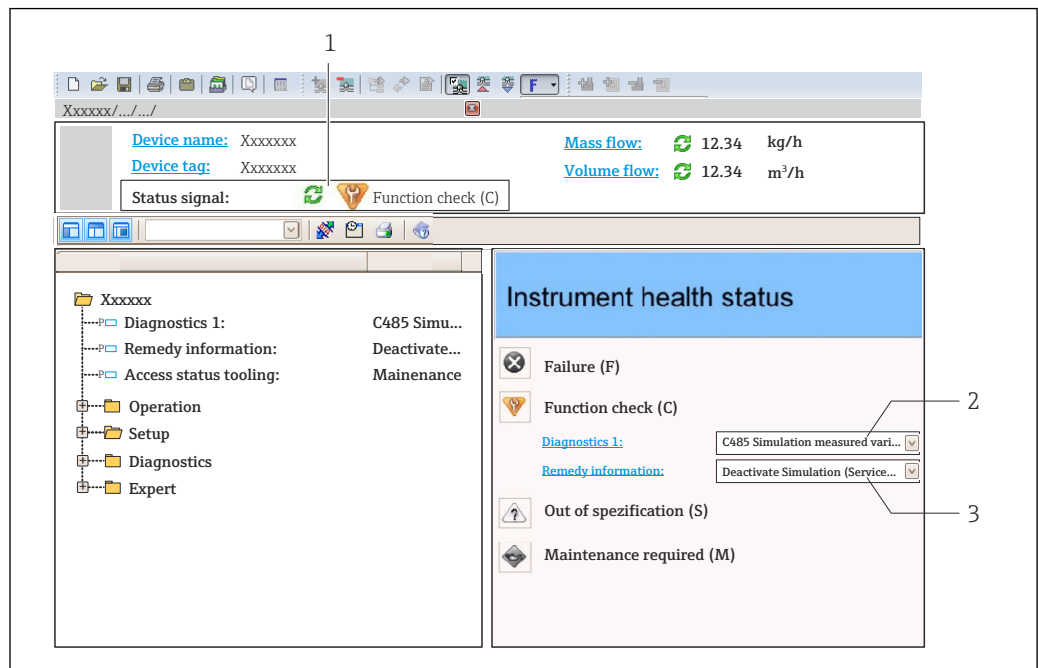 1
F
Xxxxxx/.../.../
Device name: Xxxxxxx
Mass flow: 12.34 kg/h
Device tag: Xxxxxxx
Volume flow: 12.34 m³/h
Status signal: Function check (C)
Xxxxxx
Diagnostics 1: C485 Simu...
Remedy information: Deactivate...
Access status tooling: Mainenance
Operation
Setup
Diagnostics
Expert
Instrument health status
Failure (F)
Function check (C)
2
Diagnostics 1: C485 Simulation measured vari...
Remedy information: Deactivate Simulation (Service...
3
Out of spezification (S)
Maintenance required (M)